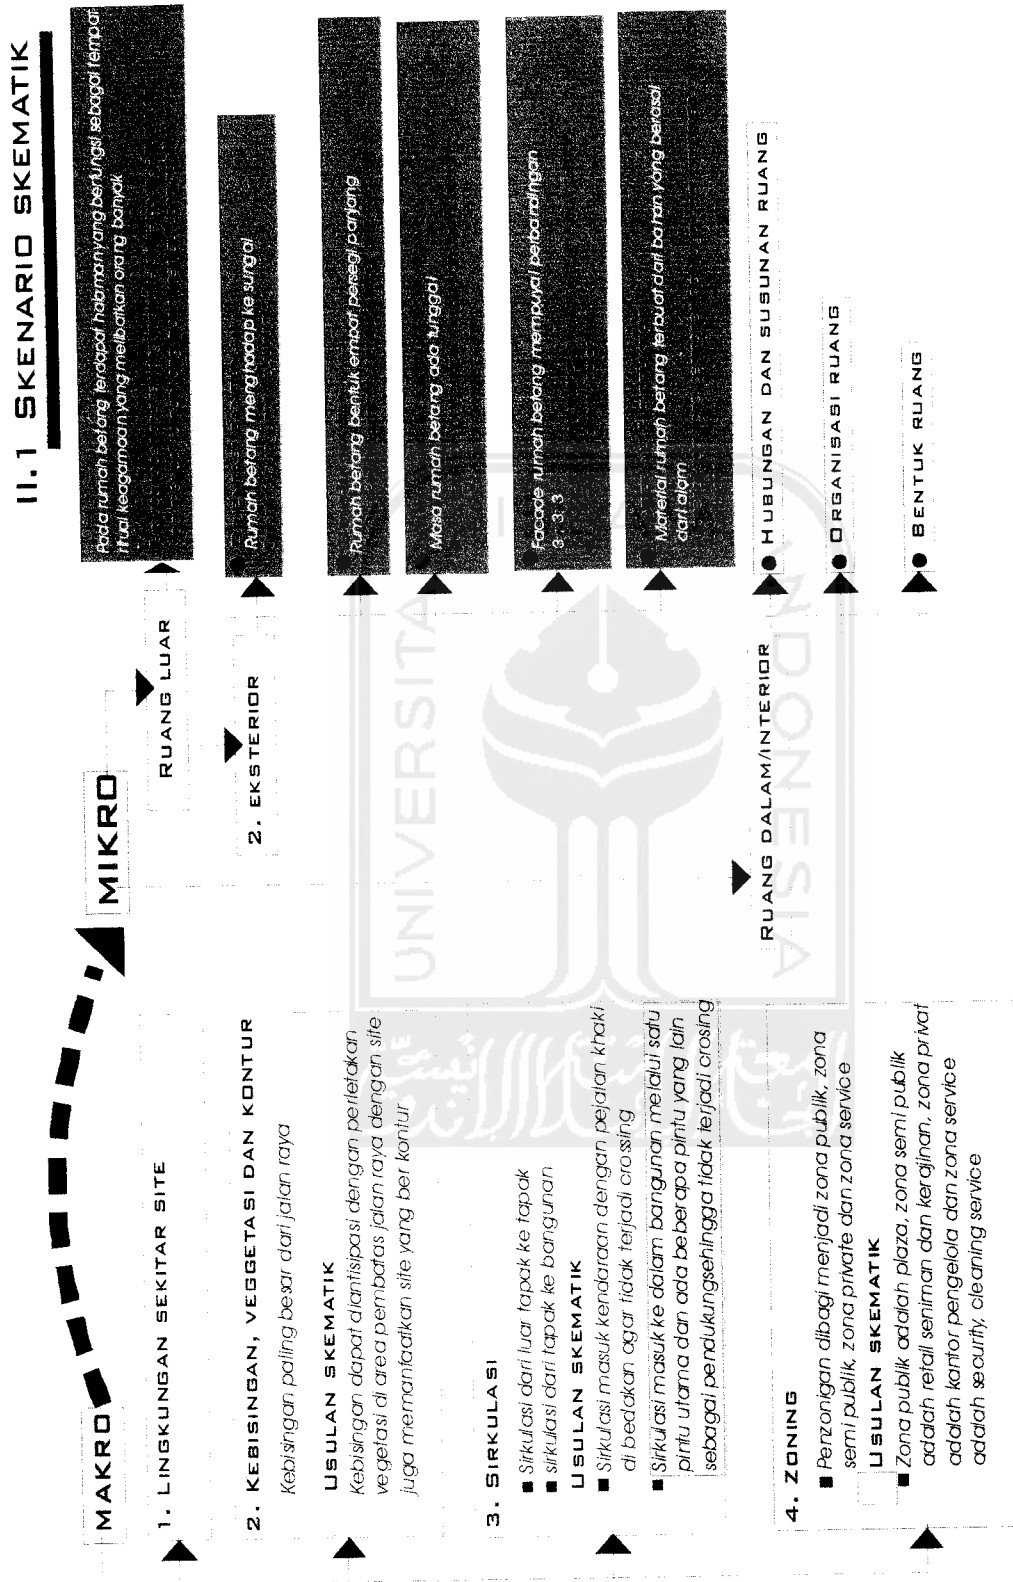 II.1 SKENARIO SKEMATIK
MAKRO
1. LINGKUNGAN SEKITAR SITE
2. KEBISINGAN, VEGGETASI DAN KONTUR
Kebisingan paling besar dari jalan raya
USULAN SKEMATIK
Kebisingan dapat diantisipasi dengan perletakan
vegetasi di area pembatas jalan raya dengan site
juga memanfaatkan site yang ber kontur
3. SIRKULASI
Sirkulasi dari luar tapak ke tapak
sirkulasi dari tapak ke bangunan
USULAN SKEMATIK
Sirkulasi masuk kendaraan dengan pejalan khaki
di bedakan agar tidak terjadi crossing
Sirkulasi masuk ke dalam bangunan melalui satu
pintu utama dan ada beberapa pintu yang lain
sebagai pendukungsehingga tidak terjadi crosing
4. ZONING
Penzonigan dibagi menjadi zona publik, zona
semi publik, zona private dan zona service
USULAN SKEMATIK
Zona publik adalah plaza, zona semi publik
adalah retail seniman dan kerajinan, zona privat
adalah kantor pengelola dan zona service
adalah security, cleaning service
MIKRO
RUANG LUAR
Pada rumah betang terdapat halaman yang berfungsi sebagai tempat
ritual keagamaan yang melibatkan orang banyak
2. EKSTERIOR
Rumah betang menghadap ke sungai
Rumah betang bentuk empat persegi panjang
Masa rumah betang ada tunggal
Facade rumah betang mempuyai perbandingan
3 : 3: 3
Material rumah betang terbuat dari bahan yang berasal
dari alam
RUANG DALAM/INTERIOR
HUBUNGAN DAN SUSUNAN RUANG
ORGANISASI RUANG
BENTUK RUANG
UNIVERSITA
INDONESIA